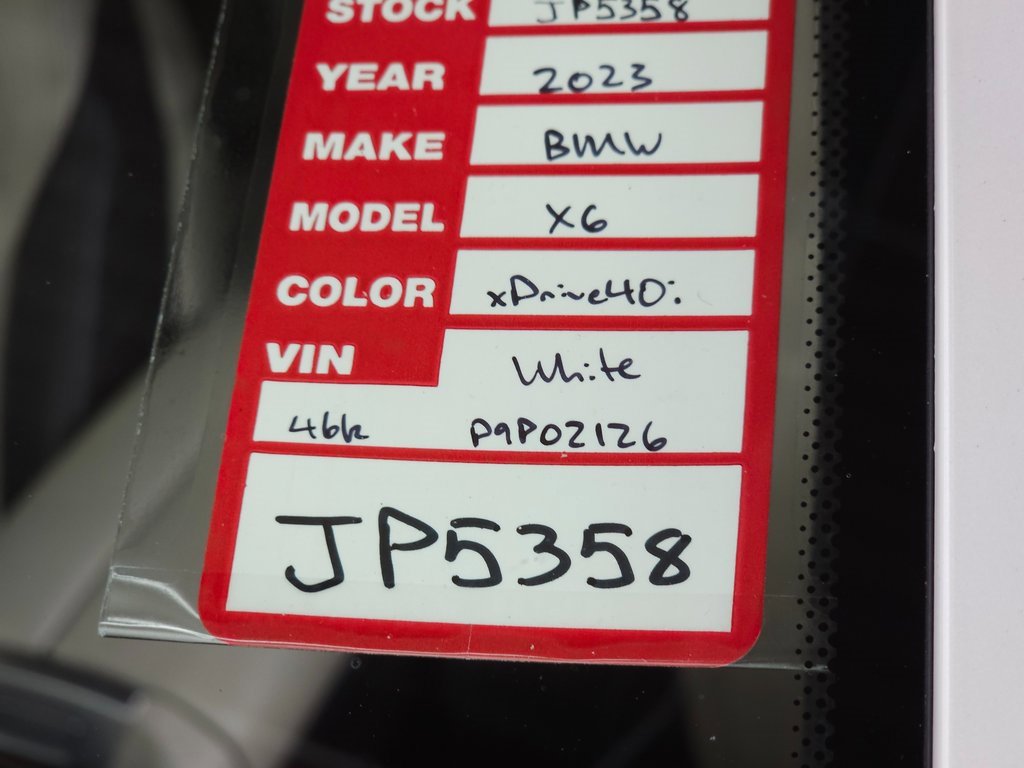 STOCK JP5358
YEAR 2023
MAKE BMW
MODEL X6
COLOR xDrive40i
VIN White
46k P9P02126
JP5358